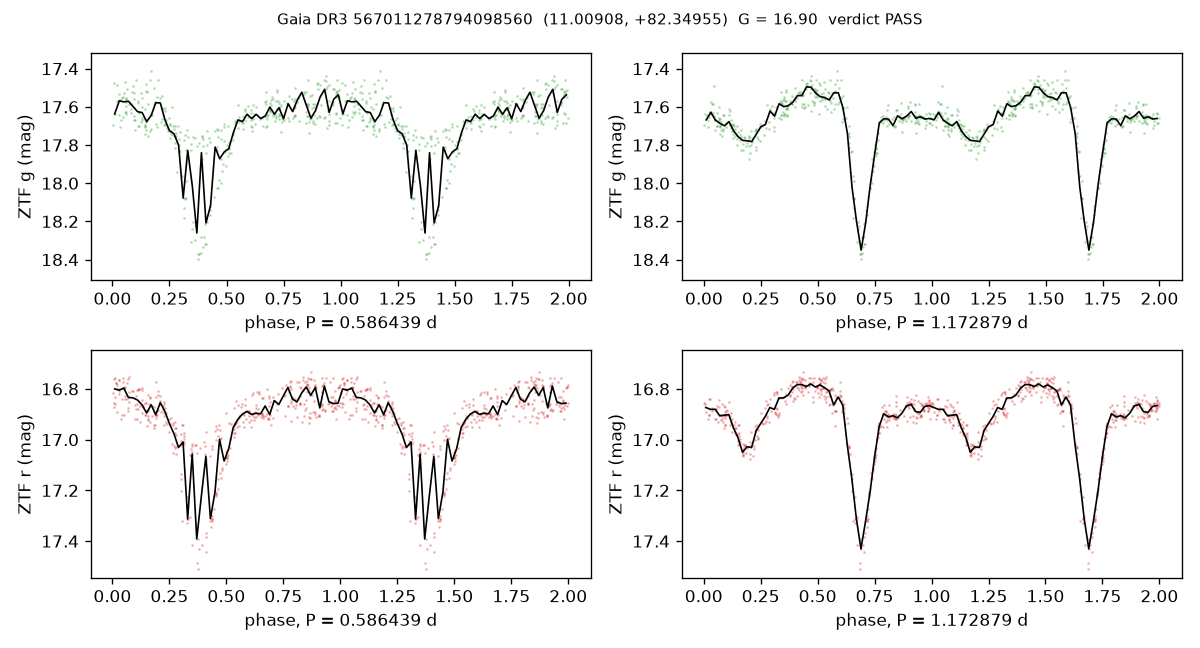 Gaia DR3 567011278794098560 (11.00908, +82.34955) G = 16.90 verdict PASS
17.4
17.6
17.8
18.0
18.2
18.4
ZTF g (mag)
0.00 0.25 0.50 0.75 1.00 1.25 1.50 1.75 2.00
phase, P = 0.586439 d
17.4
17.6
17.8
18.0
18.2
18.4
ZTF g (mag)
0.00 0.25 0.50 0.75 1.00 1.25 1.50 1.75 2.00
phase, P = 1.172879 d
16.8
17.0
17.2
17.4
ZTF r (mag)
0.00 0.25 0.50 0.75 1.00 1.25 1.50 1.75 2.00
phase, P = 0.586439 d
16.8
17.0
17.2
17.4
ZTF r (mag)
0.00 0.25 0.50 0.75 1.00 1.25 1.50 1.75 2.00
phase, P = 1.172879 d